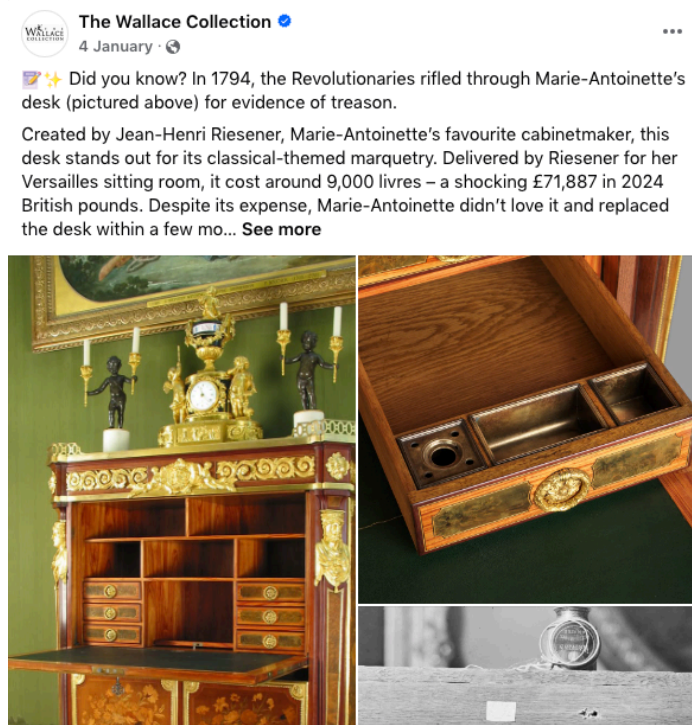 THE
WALLACE
COLLECTION
The Wallace Collection
4 January ·
📝✨ Did you know? In 1794, the Revolutionaries rifled through Marie-Antoinette’s
desk (pictured above) for evidence of treason.
Created by Jean-Henri Riesener, Marie-Antoinette’s favourite cabinetmaker, this
desk stands out for its classical-themed marquetry. Delivered by Riesener for her
Versailles sitting room, it cost around 9,000 livres – a shocking £71,887 in 2024
British pounds. Despite its expense, Marie-Antoinette didn’t love it and replaced
the desk within a few mo... See more